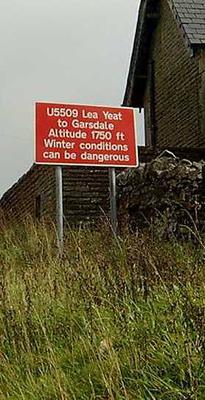 U5509 Lea Yeat
to Garsdale
Altitude 1750 ft
Winter conditions
can be dangerous